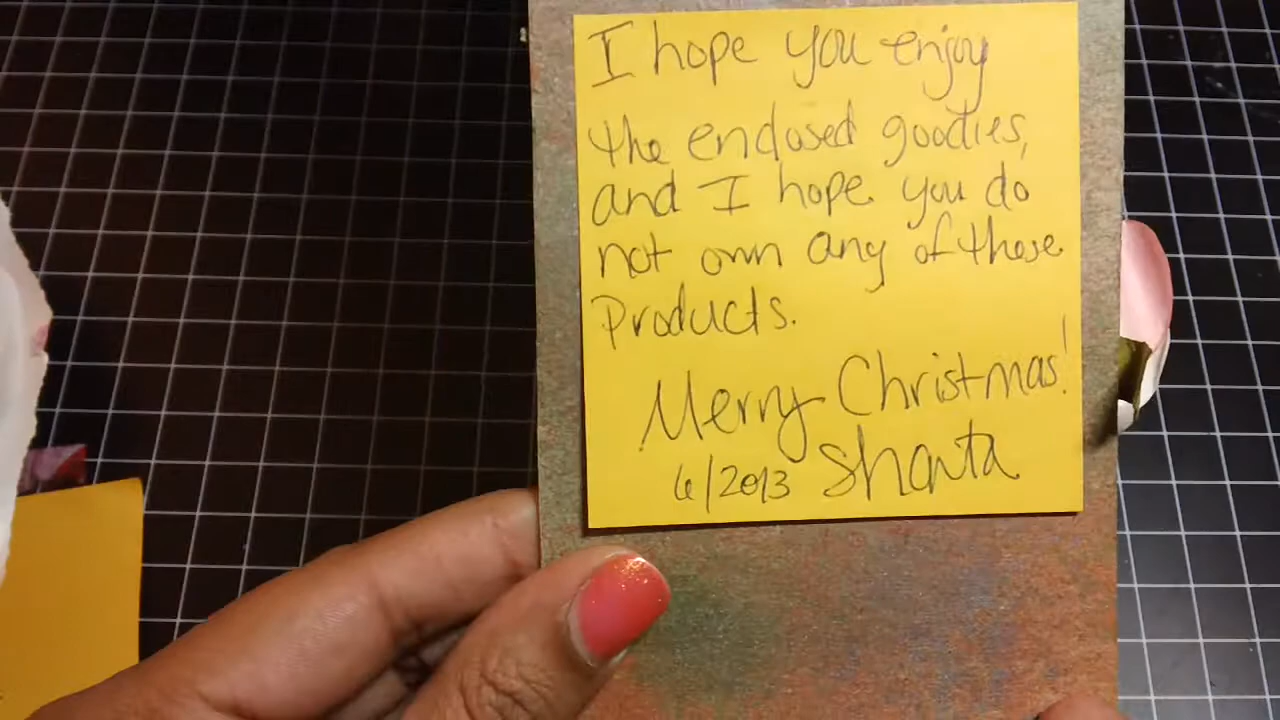 I hope you enjoy
the enclosed goodies,
and I hope you do
not own any of these
Products.
Merry Christmas!
6/2013 Shanta